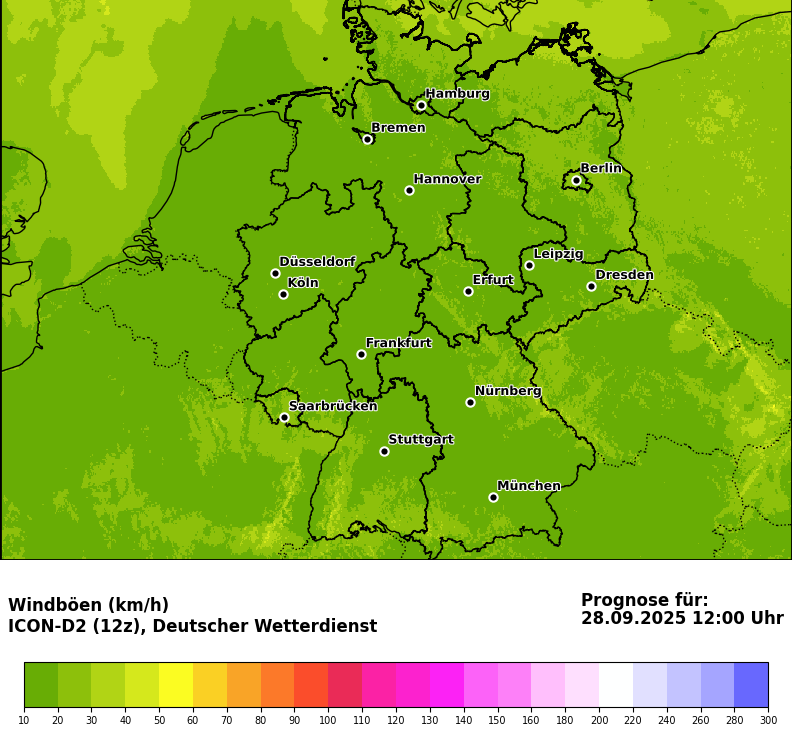 Hamburg
Bremen
Berlin
Hannover
Leipzig
Düsseldorf
Dresden
Köln
Erfurt
Frankfurt
Nürnberg
Saarbrücken
Stuttgart
München
Windböen (km/h)
ICON-D2 (12z), Deutscher Wetterdienst
Prognose für:
28.09.2025 12:00 Uhr
10 20 30 40 50 60 70 80 90 100 110 120 130 140 150 160 180 200 220 240 260 280 300